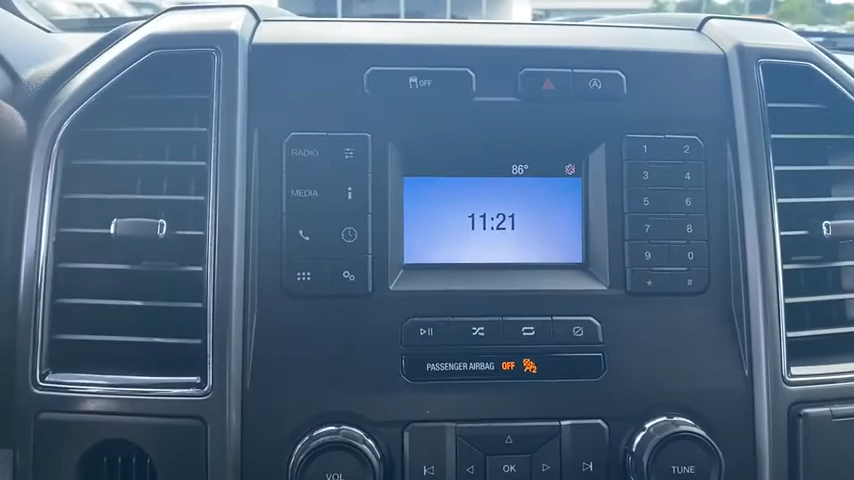 OFF
RADIO
86°
1 2
MEDIA
3 4
11:21
5 6
7 8
9 0
* #
PASSENGER AIRBAG OFF 2
VOL
OK
TUNE